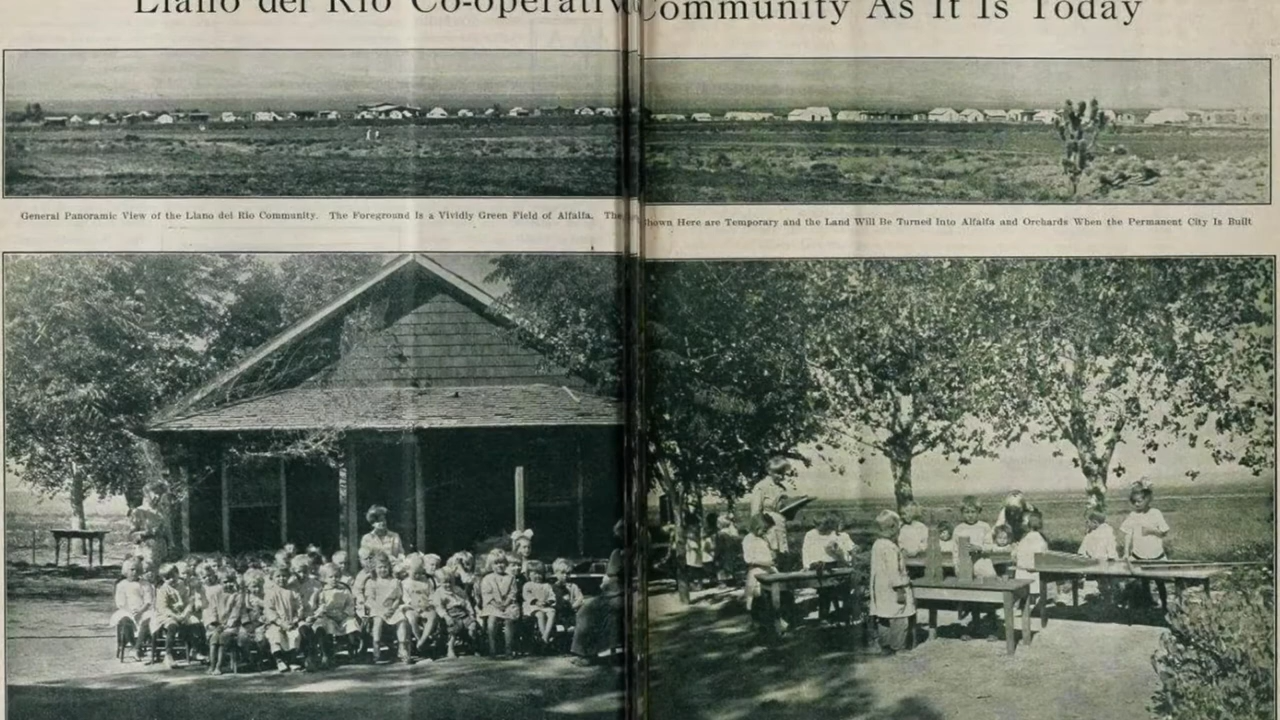 Llano del Rio Co-operative Community As It Is Today
General Panoramic View of the Llano del Rio Community. The Foreground Is a Vividly Green Field of Alfalfa. The Shown Here are Temporary and the Land Will Be Turned Into Alfalfa and Orchards When the Permanent City Is Built